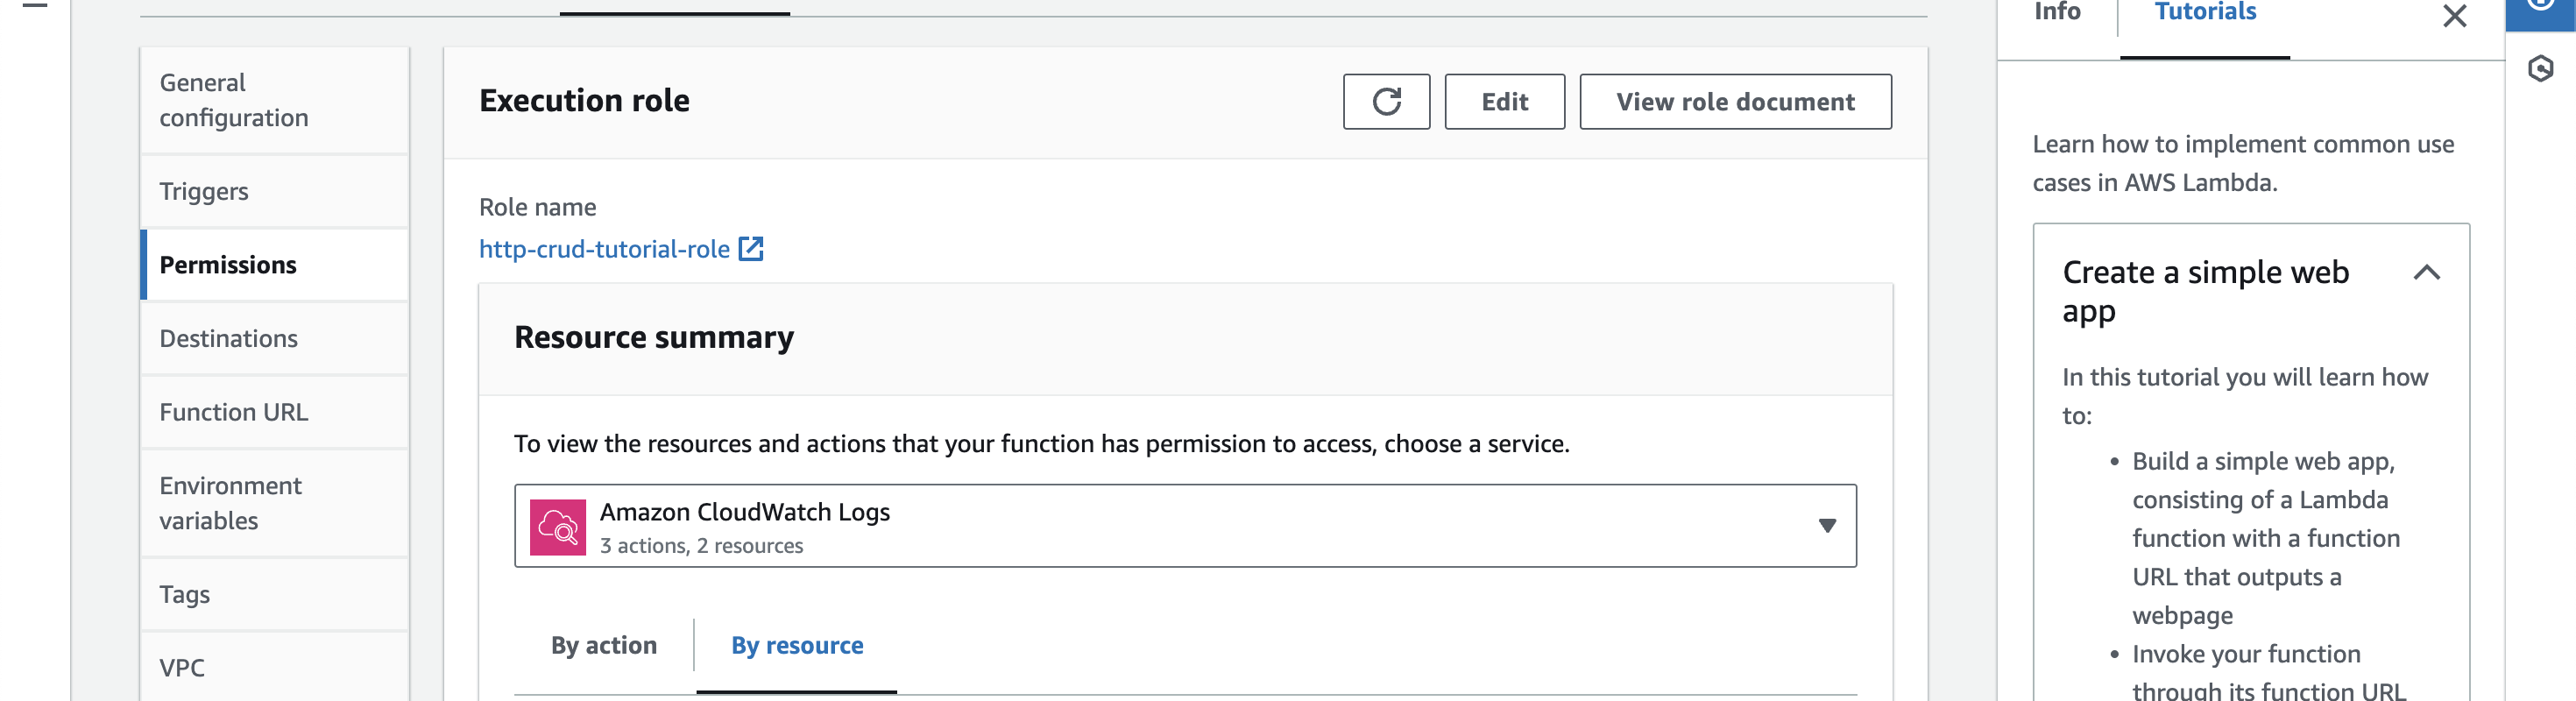 General
configuration
Triggers
Permissions
Destinations
Function URL
Environment
variables
Tags
VPC
Execution role
Edit
View role document
Role name
http-crud-tutorial-role
Resource summary
To view the resources and actions that your function has permission to access, choose a service.
Amazon CloudWatch Logs
3 actions, 2 resources
By action
By resource
Info
Tutorials
Learn how to implement common use
cases in AWS Lambda.
Create a simple web
app
In this tutorial you will learn how
to:
• Build a simple web app,
consisting of a Lambda
function with a function
URL that outputs a
webpage
• Invoke your function
through its function URL